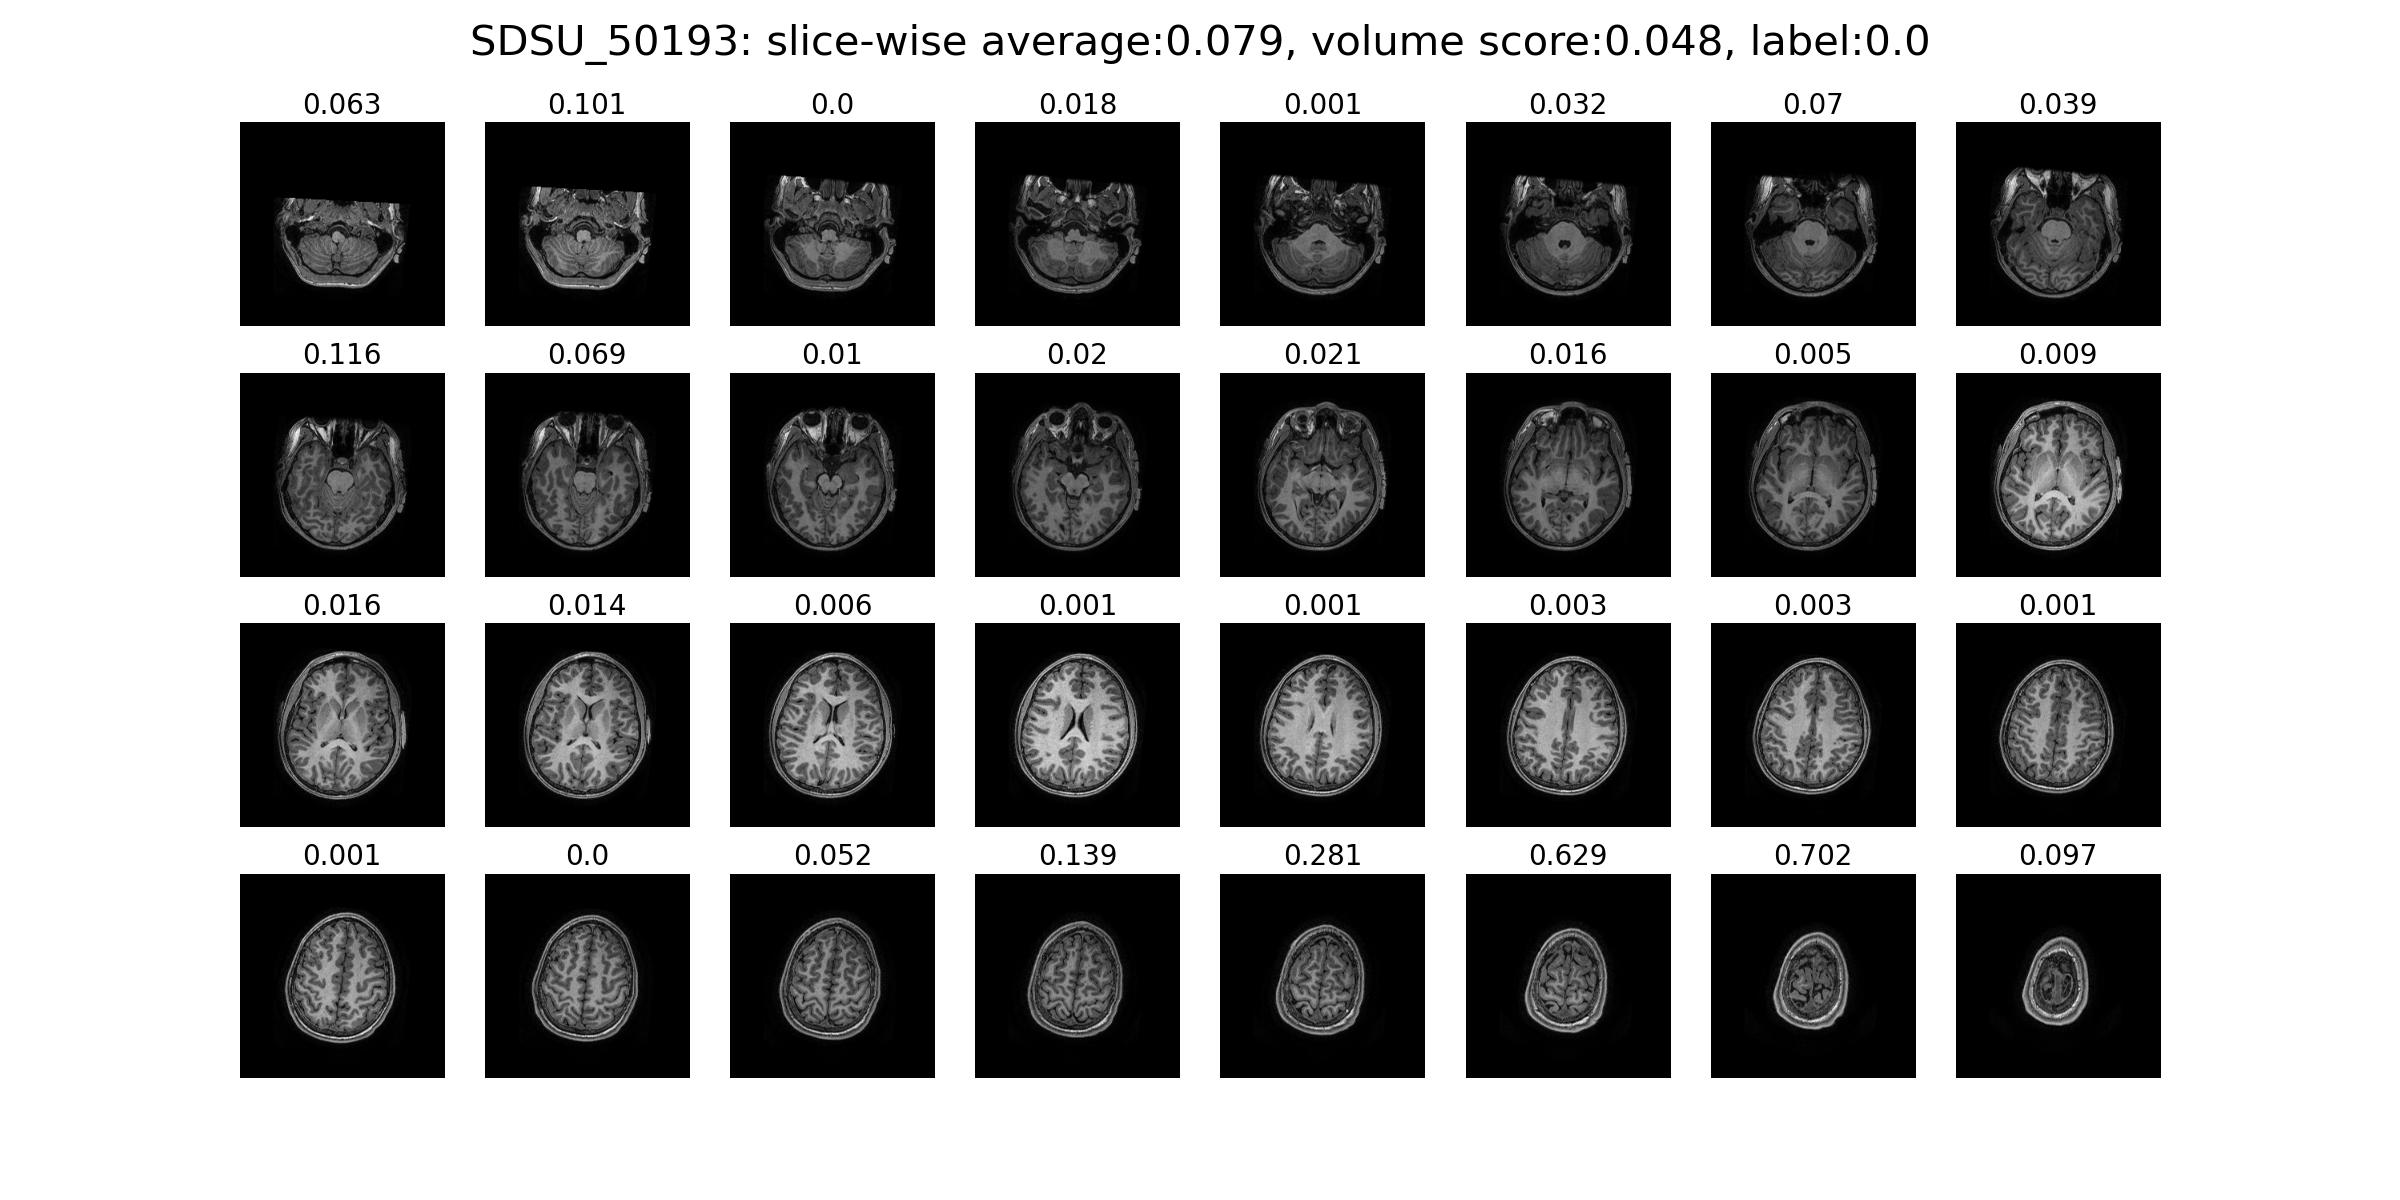 SDSU_50193: slice-wise average:0.079, volume score:0.048, label:0.0
0.063 0.101 0.0 0.018 0.001 0.032 0.07 0.039
0.116 0.069 0.01 0.02 0.021 0.016 0.005 0.009
0.016 0.014 0.006 0.001 0.001 0.003 0.003 0.001
0.001 0.0 0.052 0.139 0.281 0.629 0.702 0.097